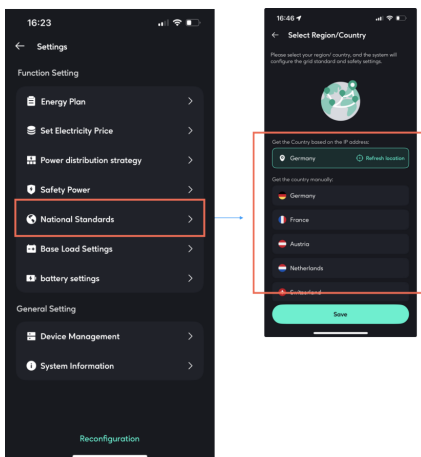 16:23
Settings
Function Setting
Energy Plan
Set Electricity Price
Power distribution strategy
Safety Power
National Standards
Base Load Settings
battery settings
General Setting
Device Management
System Information
Reconfiguration
16:46
Select Region/Country
Please select your region/ country, and the system will
configure the grid standard and safety settings.
Get the Country based on the IP address:
Germany Refresh location
Get the country manually:
Germany
France
Austria
Netherlands
Switzerland
Save